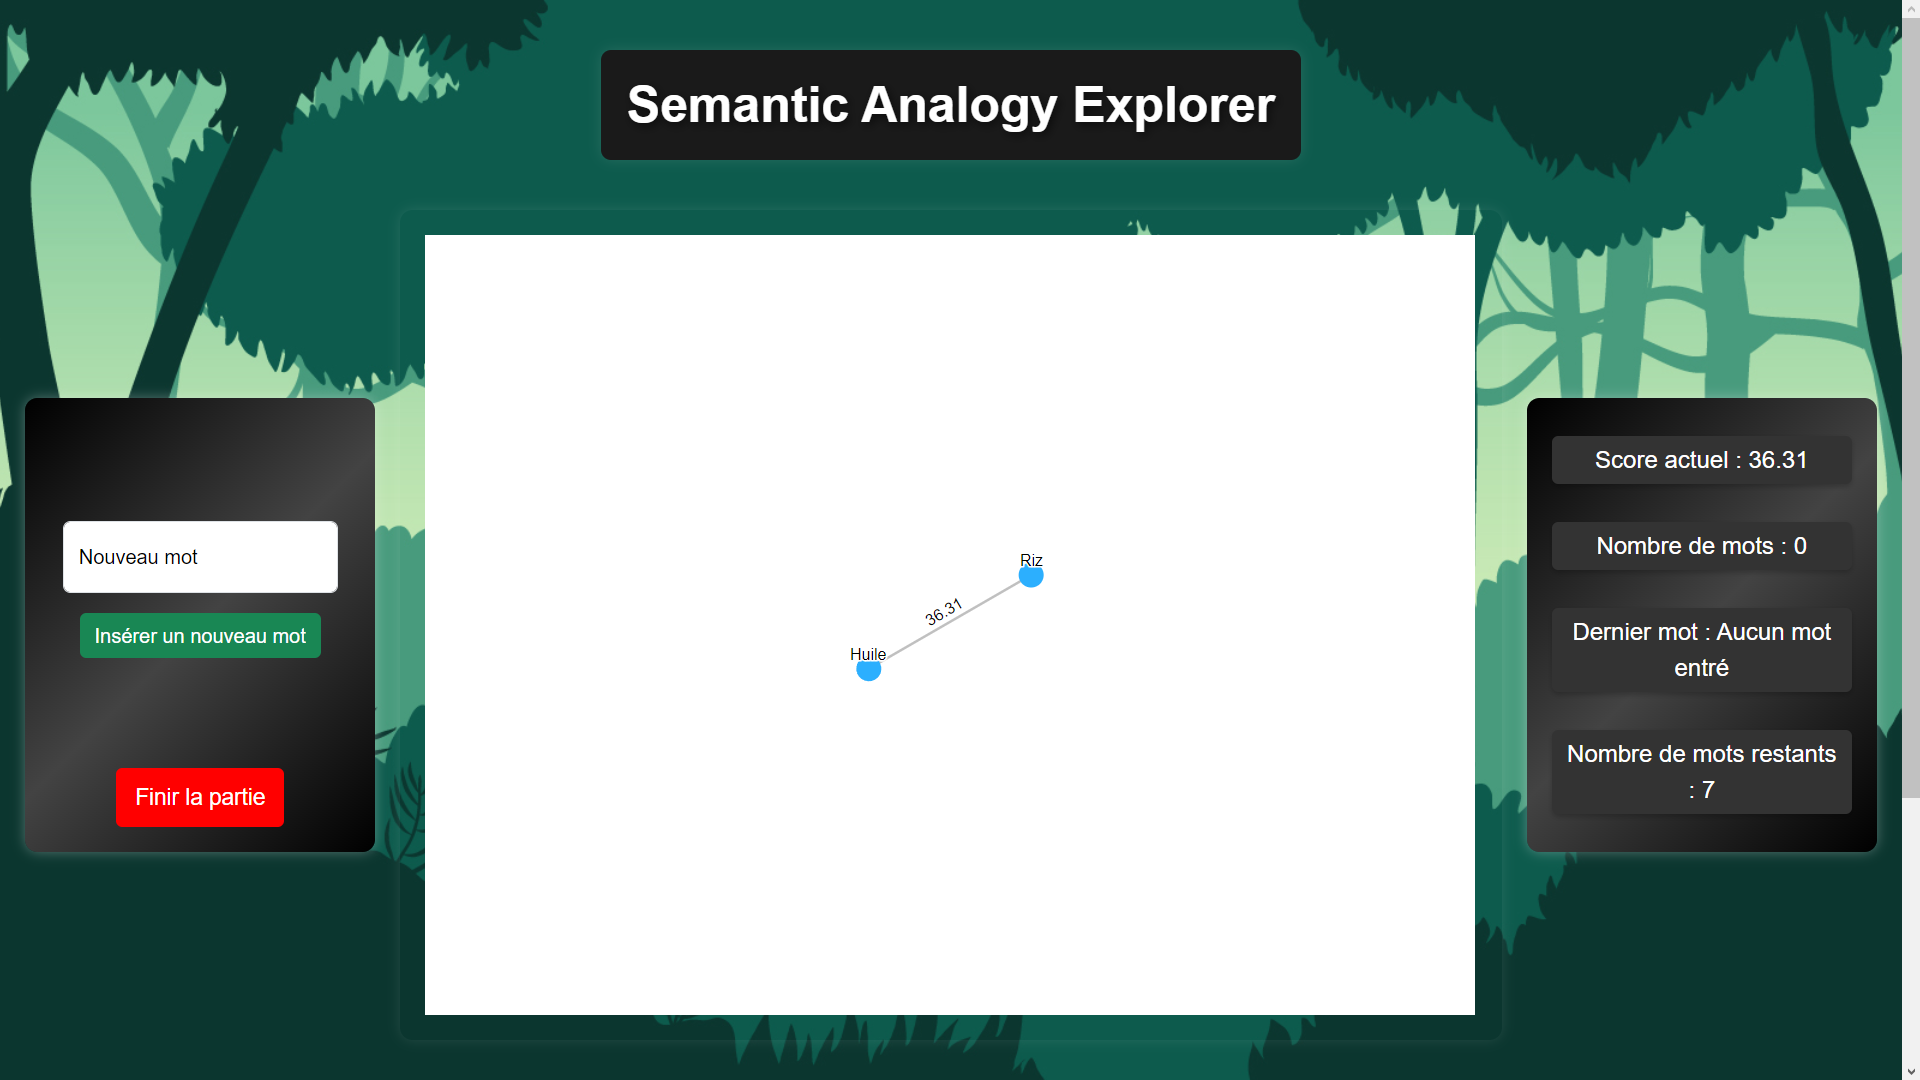 Semantic Analogy Explorer
Nouveau mot
Insérer un nouveau mot
Finir la partie
Riz
36.31
Huile
Score actuel : 36.31
Nombre de mots : 0
Dernier mot : Aucun mot
entré
Nombre de mots restants
: 7